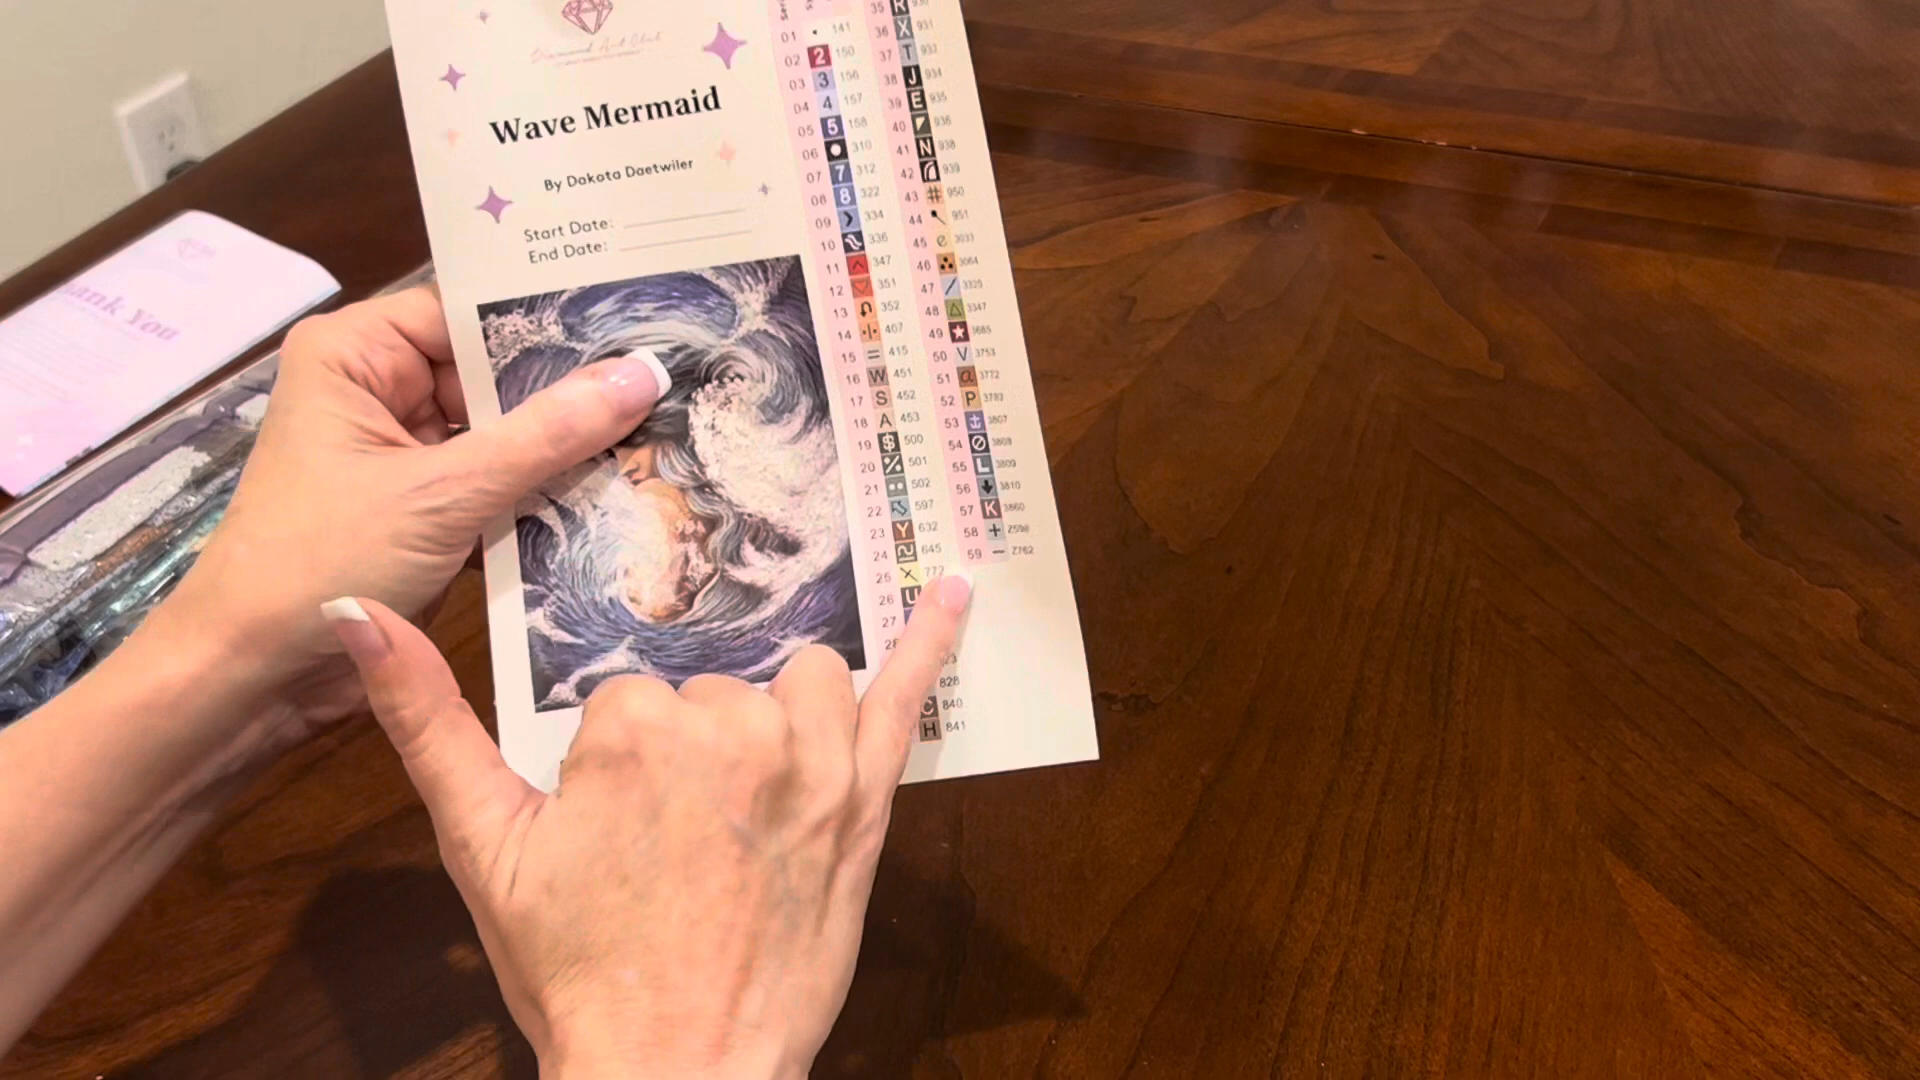 Diamond Art Club
Wave Mermaid
By Dakota Daetwiler
Start Date:
End Date:
Thank You
01 • 141
02 2 150
03 3 156
04 4 157
05 5 158
06 310
07 7 312
08 8 322
09 334
10 336
11 347
12 351
13 352
14 407
15 = 415
16 W 451
17 S 452
18 A 453
19 $ 500
20 % 501
21 502
22 597
23 Y 632
24 645
25 772
26 U
27
28
828
C 840
H 841
35 R 930
36 X 931
37 T 932
38 J 934
39 E 935
40 936
41 N 938
42 939
43 # 950
44 951
45 e 3033
46 3064
47 / 3325
48 △ 3347
49 ★ 3685
50 V 3753
51 a 3772
52 P 3782
53 ⚓ 3807
54 3808
55 L 3809
56 3810
57 K 3860
58 + Z598
59 − Z762